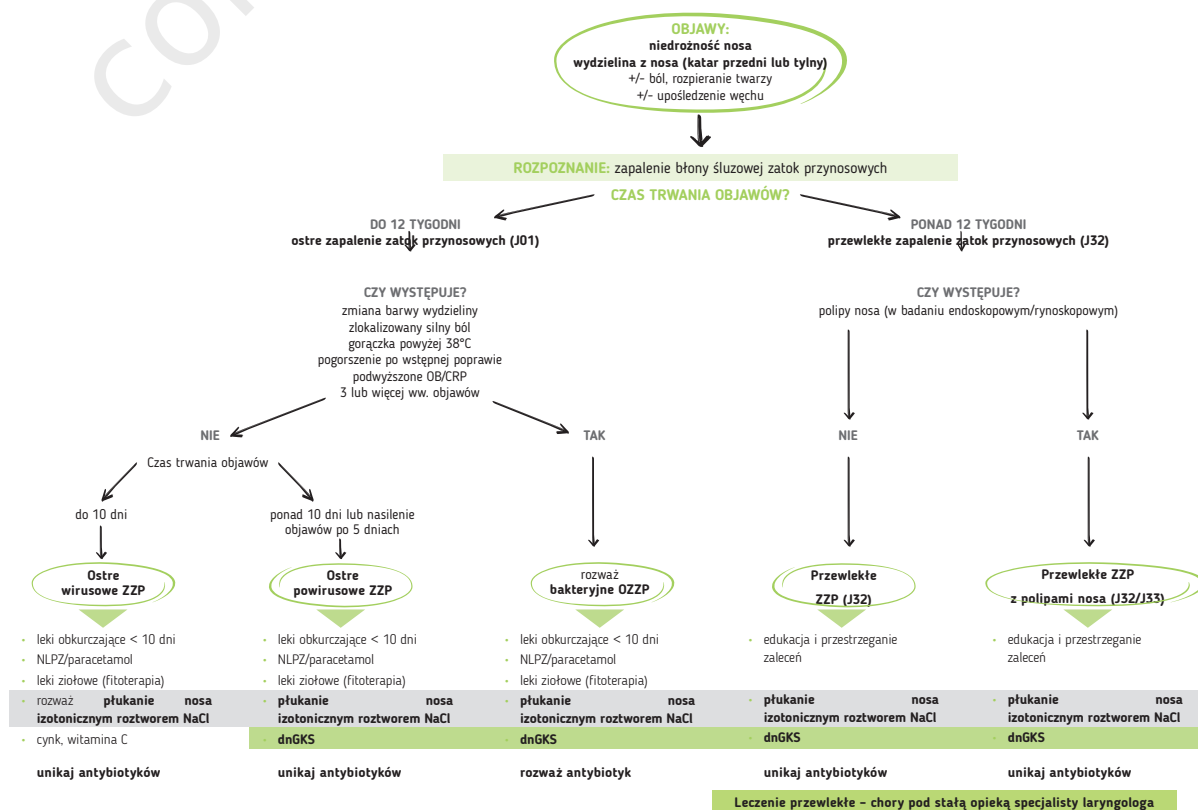 OBJAWY:
niedrożność nosa
wydzielina z nosa (katar przedni lub tylny)
+/- ból, rozpieranie twarzy
+/- upośledzenie węchu
ROZPOZNANIE: zapalenie błony śluzowej zatok przynosowych
CZAS TRWANIA OBJAWÓW?
DO 12 TYGODNI
ostre zapalenie zatok przynosowych (J01)
PONAD 12 TYGODNI
przewlekłe zapalenie zatok przynosowych (J32)
CZY WYSTĘPUJE?
zmiana barwy wydzieliny
zlokalizowany silny ból
gorączka powyżej 38°C
pogorszenie po wstępnej poprawie
podwyższone OB/CRP
3 lub więcej ww. objawów
CZY WYSTĘPUJE?
polipy nosa (w badaniu endoskopowym/rynoskopowym)
NIE
TAK
NIE
TAK
Czas trwania objawów
do 10 dni
ponad 10 dni lub nasilenie
objawów po 5 dniach
Ostre
wirusowe ZZP
• leki obkurczające < 10 dni
• NLPZ/paracetamol
• leki ziołowe (fitoterapia)
• rozważ płukanie nosa
izotonicznym roztworem NaCl
• cynk, witamina C
unikaj antybiotyków
Ostre
powirusowe ZZP
• leki obkurczające < 10 dni
• NLPZ/paracetamol
• leki ziołowe (fitoterapia)
• płukanie nosa
izotonicznym roztworem NaCl
• dnGKS
unikaj antybiotyków
rozważ
bakteryjne OZZP
• leki obkurczające < 10 dni
• NLPZ/paracetamol
• leki ziołowe (fitoterapia)
• płukanie nosa
izotonicznym roztworem NaCl
• dnGKS
rozważ antybiotyk
Przewlekłe
ZZP (J32)
• edukacja i przestrzeganie
zaleceń
• płukanie nosa
izotonicznym roztworem NaCl
• dnGKS
unikaj antybiotyków
Przewlekłe ZZP
z polipami nosa (J32/J33)
• edukacja i przestrzeganie
zaleceń
• płukanie nosa
izotonicznym roztworem NaCl
• dnGKS
unikaj antybiotyków
Leczenie przewlekłe – chory pod stałą opieką specjalisty laryngologa